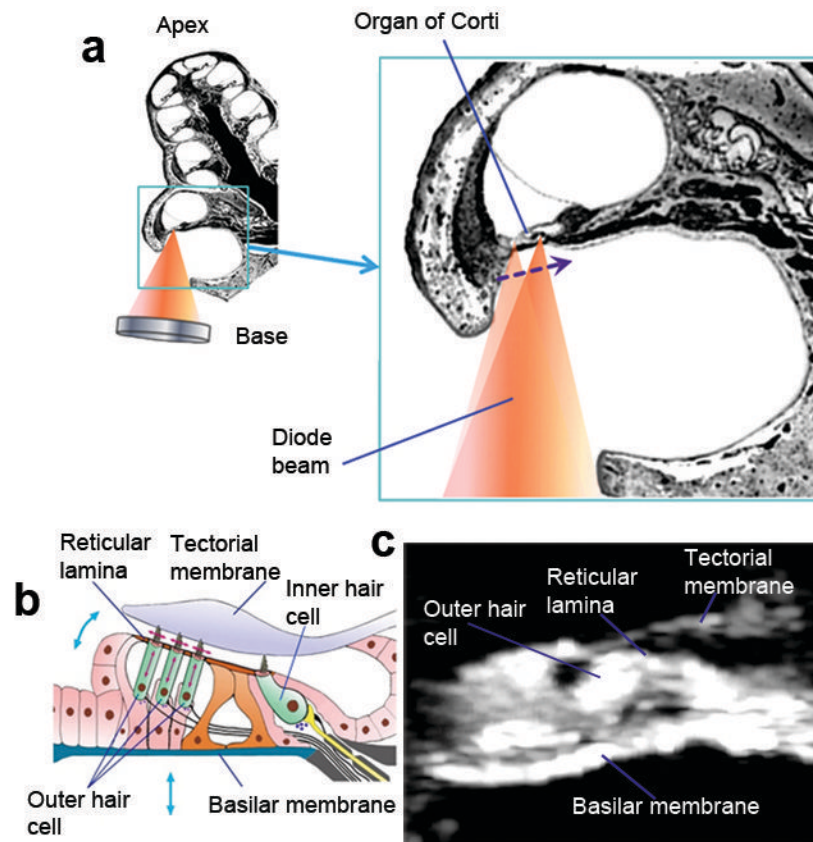 a
Apex
Organ of Corti
Base
Diode
beam
b
Reticular
lamina
Tectorial
membrane
Inner hair
cell
Outer hair
cell
Basilar membrane
c
Tectorial
membrane
Reticular
lamina
Outer hair
cell
Basilar membrane